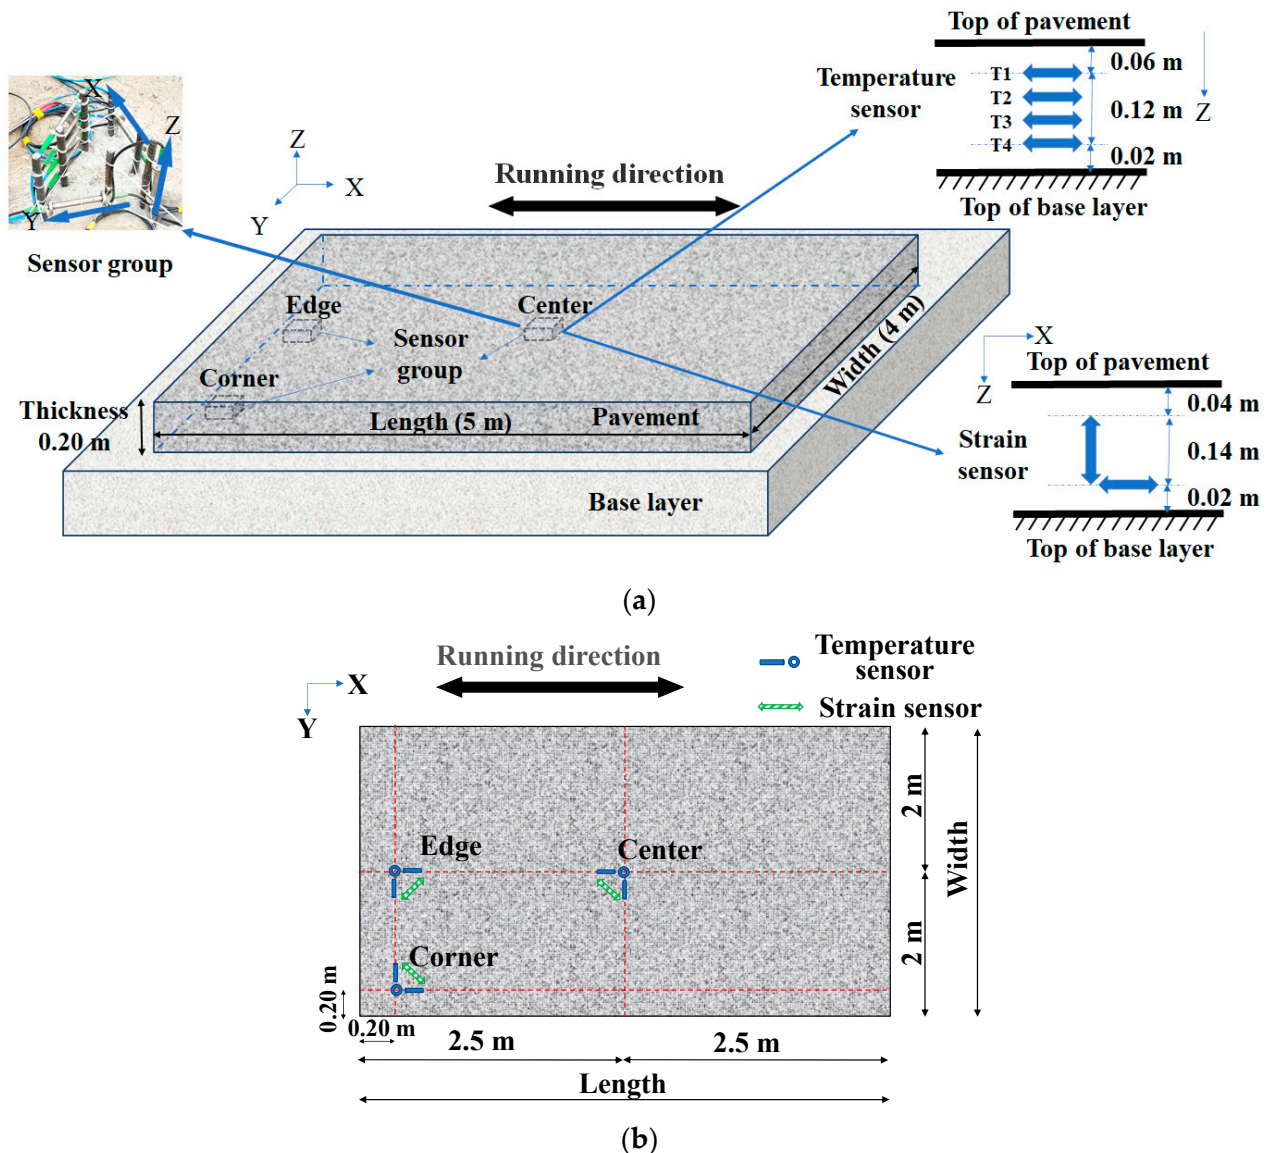 Top of pavement
0.06 m
Temperature
sensor
T1
T2
T3
T4
0.12 m
Z
0.02 m
Top of base layer
X
Z
Y
Sensor group
Z
X
Y
Running direction
Edge
Center
Sensor
group
Corner
Thickness
0.20 m
Length (5 m)
Pavement
Width (4 m)
Base layer
X
Z
Top of pavement
0.04 m
Strain
sensor
0.14 m
0.02 m
Top of base layer
(a)
Running direction
Temperature
sensor
Strain sensor
X
Y
Edge
Center
Corner
2 m
2 m
Width
0.20 m
0.20 m
2.5 m
2.5 m
Length
(b)